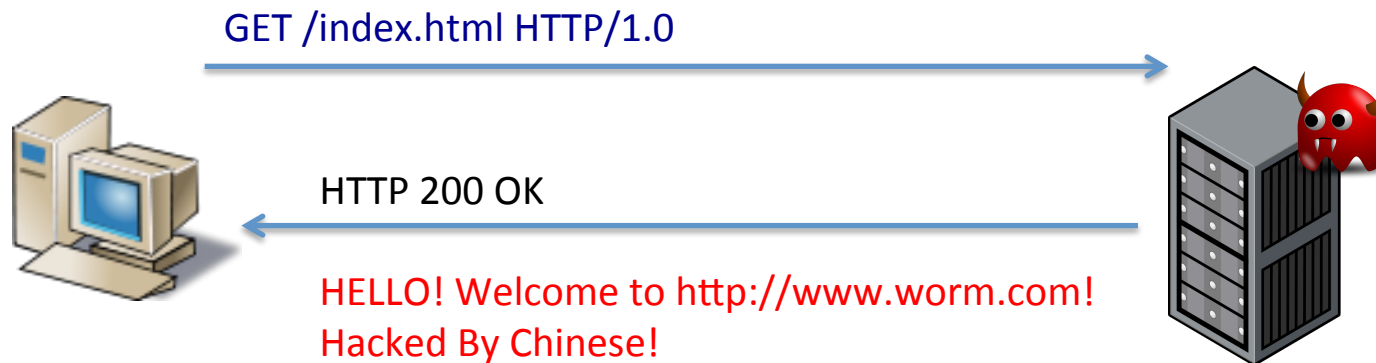 GET /index.html HTTP/1.0
HTTP 200 OK
HELLO! Welcome to http://www.worm.com!
Hacked By Chinese!